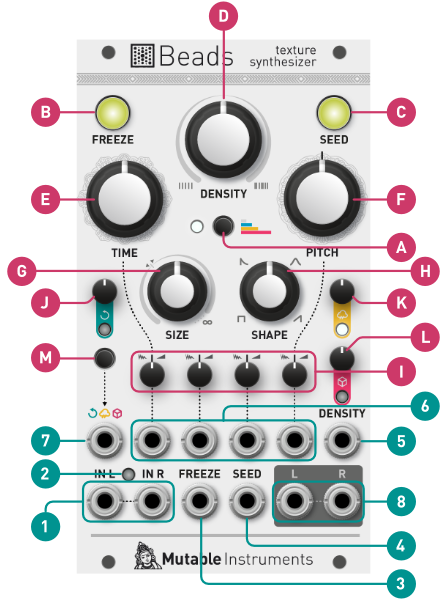 D
Beads
texture
synthesizer
B
C
FREEZE
SEED
DENSITY
E
F
A
TIME
PITCH
G
H
J
K
SIZE
∞
SHAPE
L
M
I
DENSITY
6
7
5
2
IN L
IN R
FREEZE
SEED
L
R
1
8
4
Mutable Instruments
3